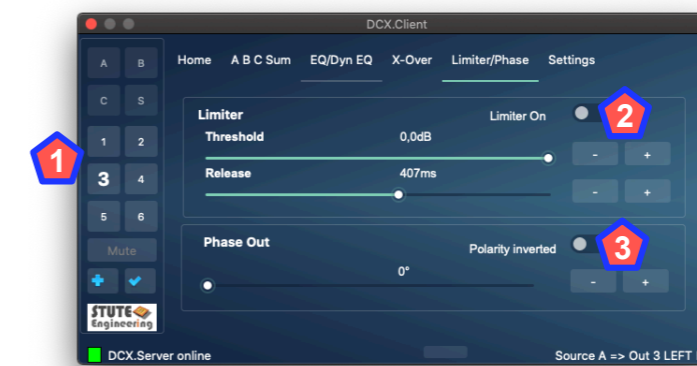 DCX.Client
A B
Home A B C Sum EQ/Dyn EQ X-Over Limiter/Phase Settings
C S
Limiter Limiter On 2
1 1 2 Threshold 0,0dB
- +
3 4 Release 407ms
- +
5 6
Mute Phase Out Polarity inverted 3
0° - +
STUTE
Engineering
DCX.Server online Source A => Out 3 LEFT